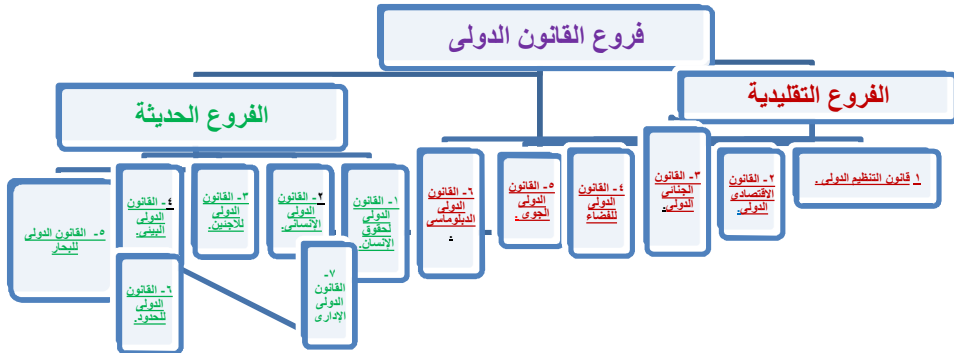 فروع القانون الدولى
الفروع التقليدية
الفروع الحديثة
١ قانون التنظيم الدولى .
٢- القانون
الاقتصادى
الدولى.
٣- القانون
الجنائى
الدولى.
٤- القانون
الدولى
للفضاء
٥- القانون
الدولى
الجوى .
٦- القانون
الدولى
الدبلوماسى
.
١- القانون
الدولى
لحقوق
الإنسان.
٢- القانون
الدولى
الإنسانى.
٣- القانون
الدولى
للاجئين.
٤- القانون
الدولى
البيئى.
٥- القانون الدولى
للبحار
٦- القانون
الدولى
للحدود.
٧-
القانون
الدولى
الإدارى